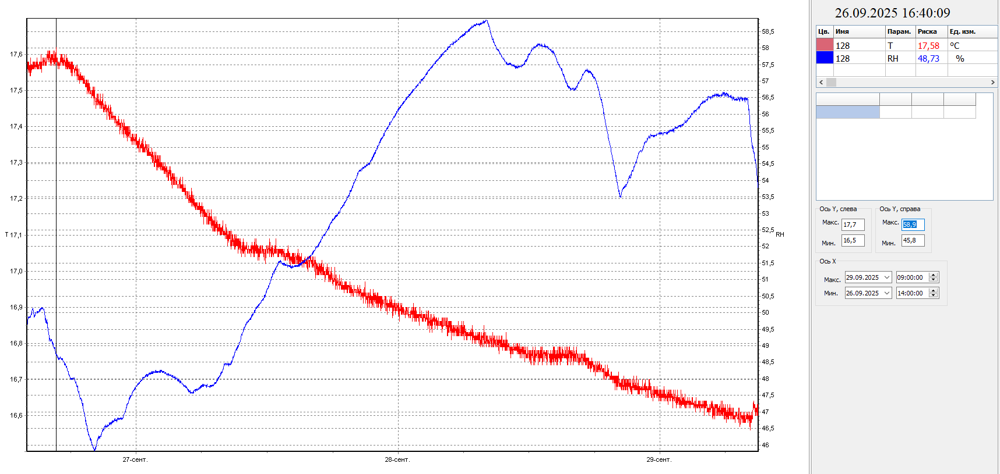 26.09.2025 16:40:09
Цв. Имя Парам. Риска Ед. изм.
128 T 17,58 °C
128 RH 48,73 %
17,6
17,5
17,4
17,3
17,2
T 17,1
17,0
16,9
16,8
16,7
16,6
58,5
58
57,5
57
56,5
56
55,5
55
54,5
54
53,5
53
52,5
RH
52
51,5
51
50,5
50
49,5
49
48,5
48
47,5
47
46,5
46
27-сент. 28-сент. 29-сент.
Ось Y, слева
Макс. 17,7
Мин. 16,5
Ось Y, справа
Макс. 58,9
Мин. 45,8
Ось X
Макс. 29.09.2025 09:00:00
Мин. 26.09.2025 14:00:00